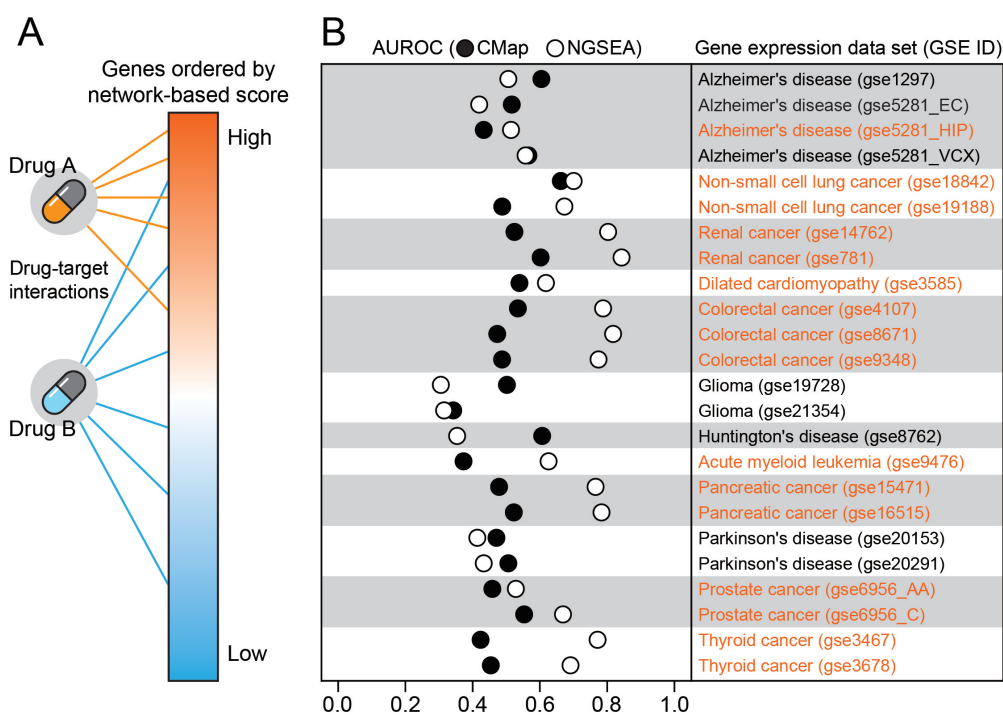 A
Genes ordered by
network-based score
High
Drug A
Drug-target
interactions
Drug B
Low
B
AUROC (CMap NGSEA)
Gene expression data set (GSE ID)
Alzheimer's disease (gse1297)
Alzheimer's disease (gse5281_EC)
Alzheimer's disease (gse5281_HIP)
Alzheimer's disease (gse5281_VCX)
Non-small cell lung cancer (gse18842)
Non-small cell lung cancer (gse19188)
Renal cancer (gse14762)
Renal cancer (gse781)
Dilated cardiomyopathy (gse3585)
Colorectal cancer (gse4107)
Colorectal cancer (gse8671)
Colorectal cancer (gse9348)
Glioma (gse19728)
Glioma (gse21354)
Huntington's disease (gse8762)
Acute myeloid leukemia (gse9476)
Pancreatic cancer (gse15471)
Pancreatic cancer (gse16515)
Parkinson's disease (gse20153)
Parkinson's disease (gse20291)
Prostate cancer (gse6956_AA)
Prostate cancer (gse6956_C)
Thyroid cancer (gse3467)
Thyroid cancer (gse3678)
0.0 0.2 0.4 0.6 0.8 1.0